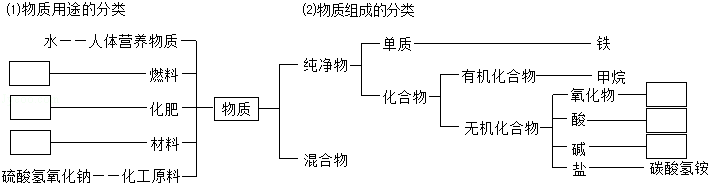 (1)物质用途的分类
(2)物质组成的分类
水——人体营养物质
燃料
化肥
材料
硫酸氢氧化钠——化工原料
物质
纯净物
混合物
单质
铁
化合物
有机化合物
甲烷
无机化合物
氧化物
酸
碱
盐
碳酸氢铵